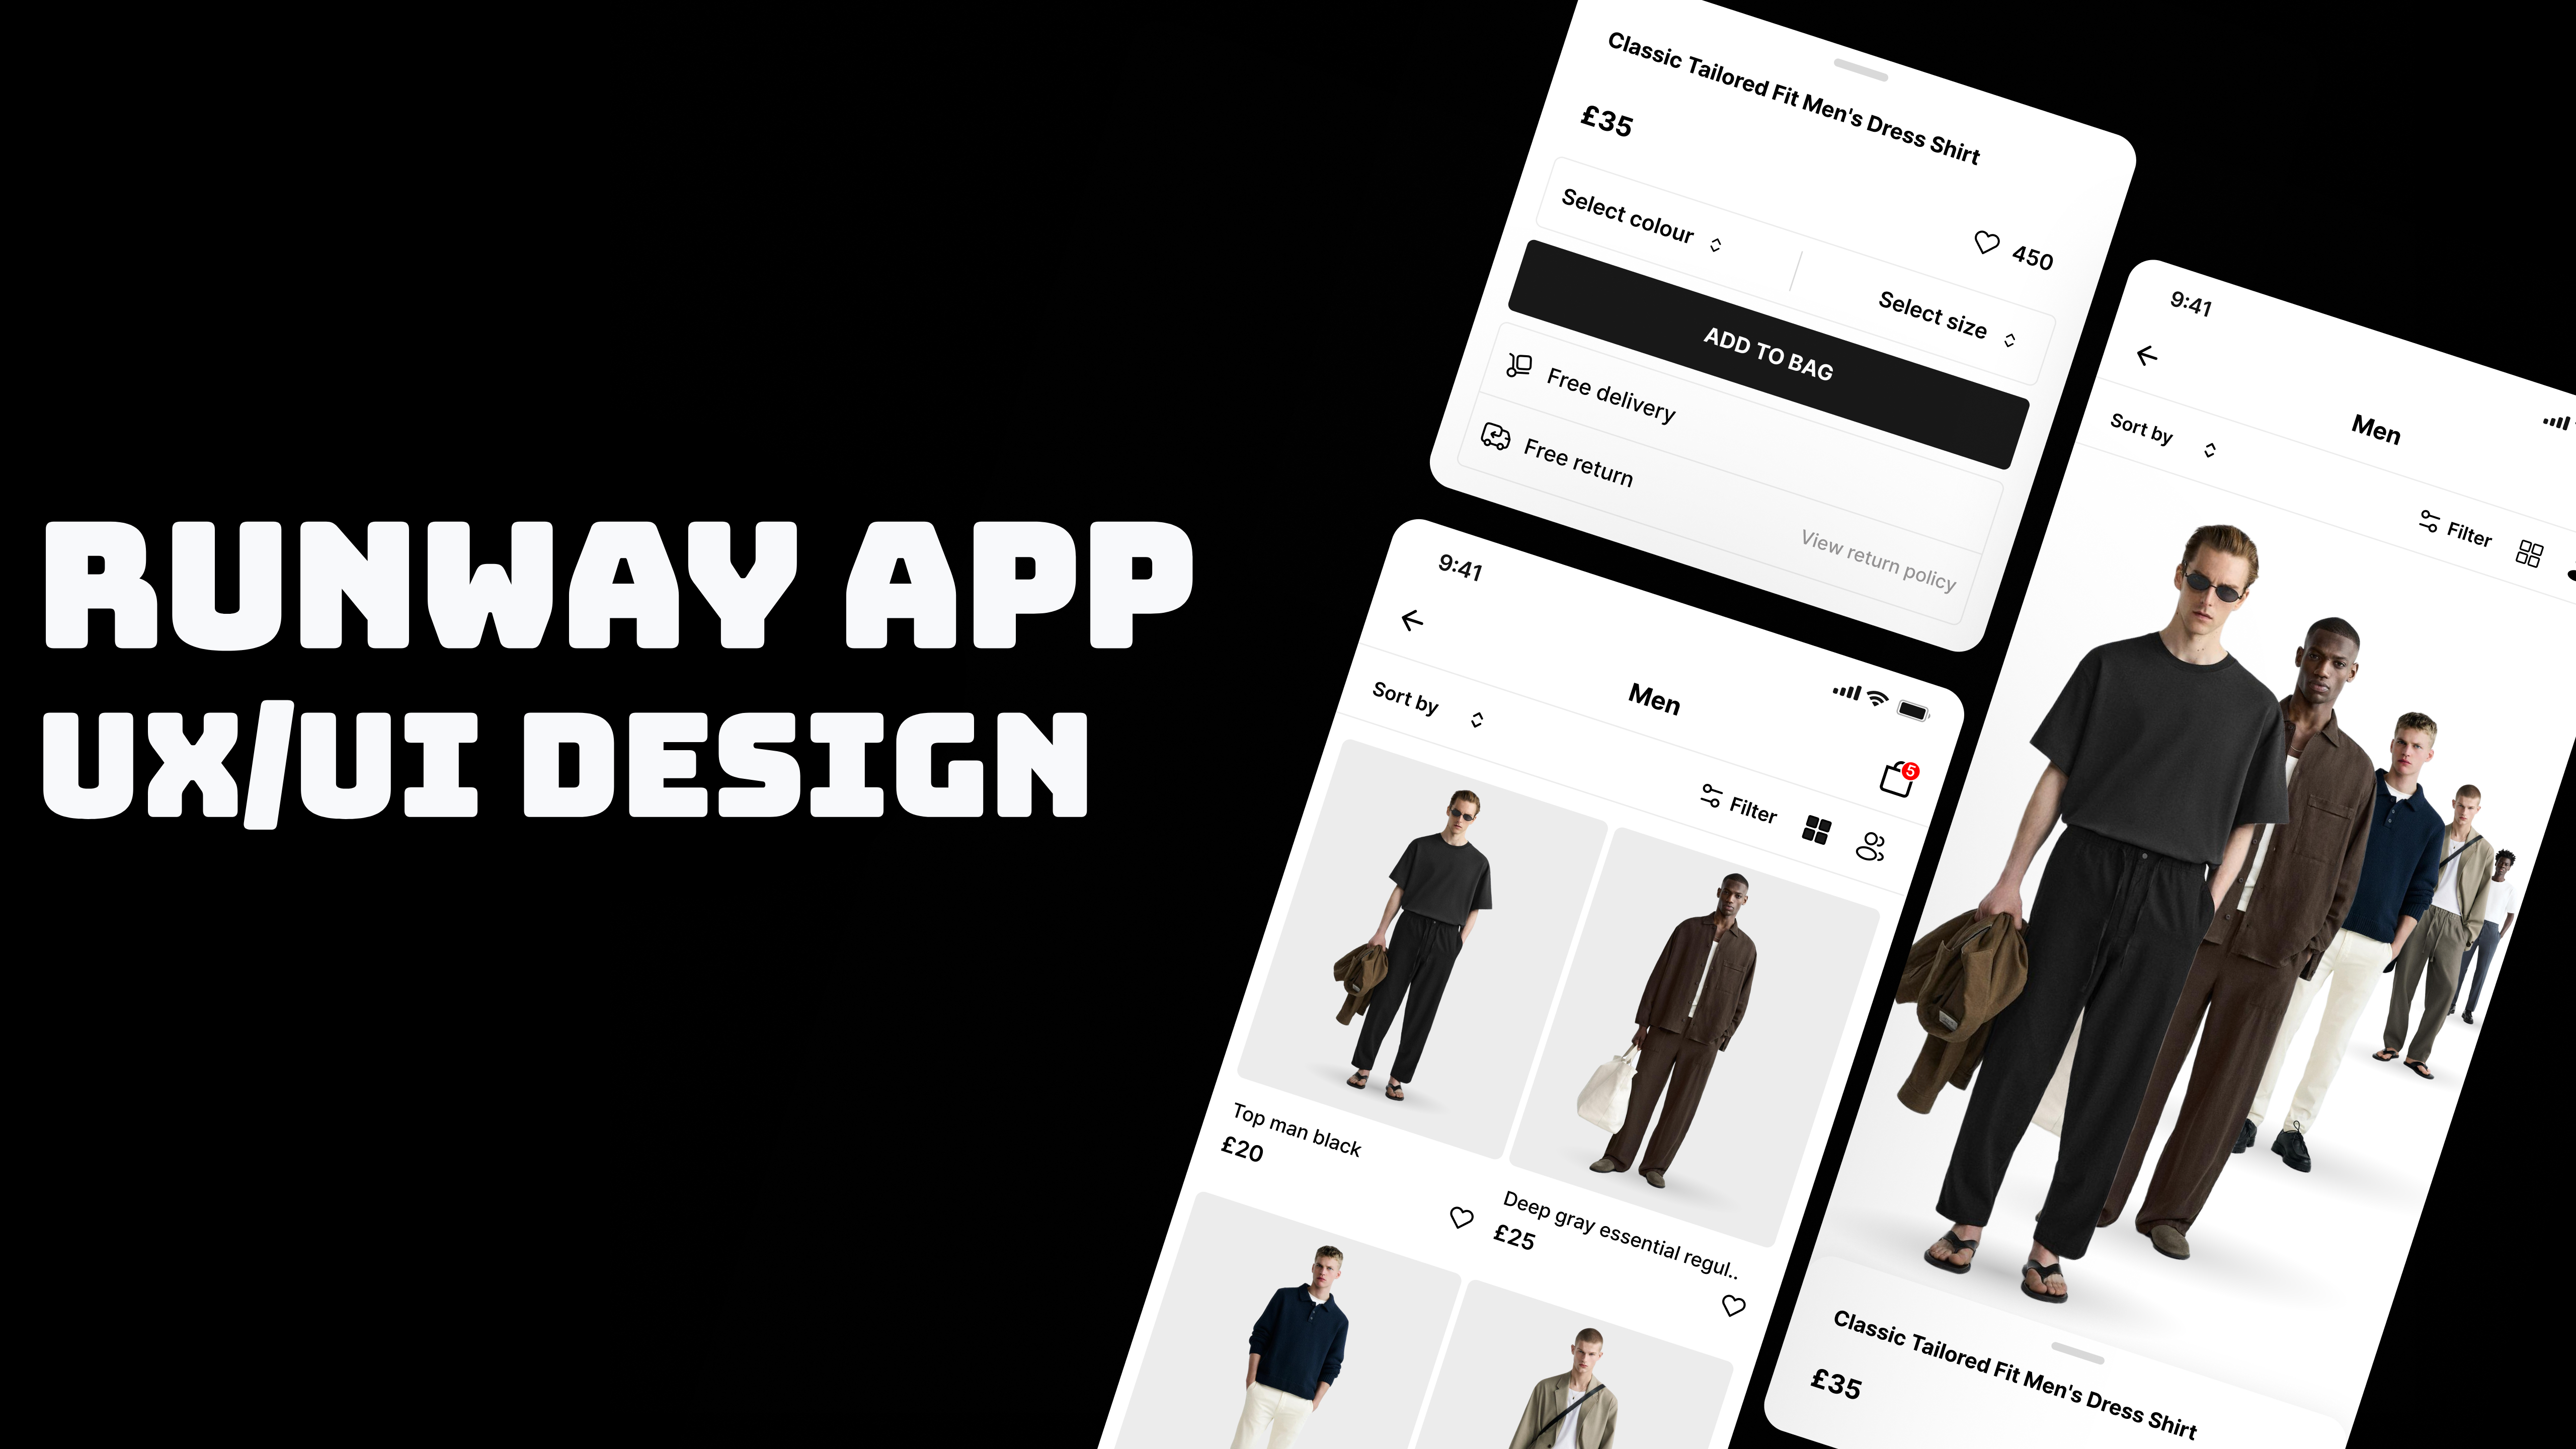 RUNWAY APP
UX/UI DESIGN
Classic Tailored Fit Men's Dress Shirt
£35
450
Select colour
Select size
ADD TO BAG
Free delivery
Free return
View return policy
9:41
Men
5
Sort by
Filter
Top man black
£20
Deep gray essential regul..
£25
9:41
Men
Sort by
Filter
Classic Tailored Fit Men's Dress Shirt
£35